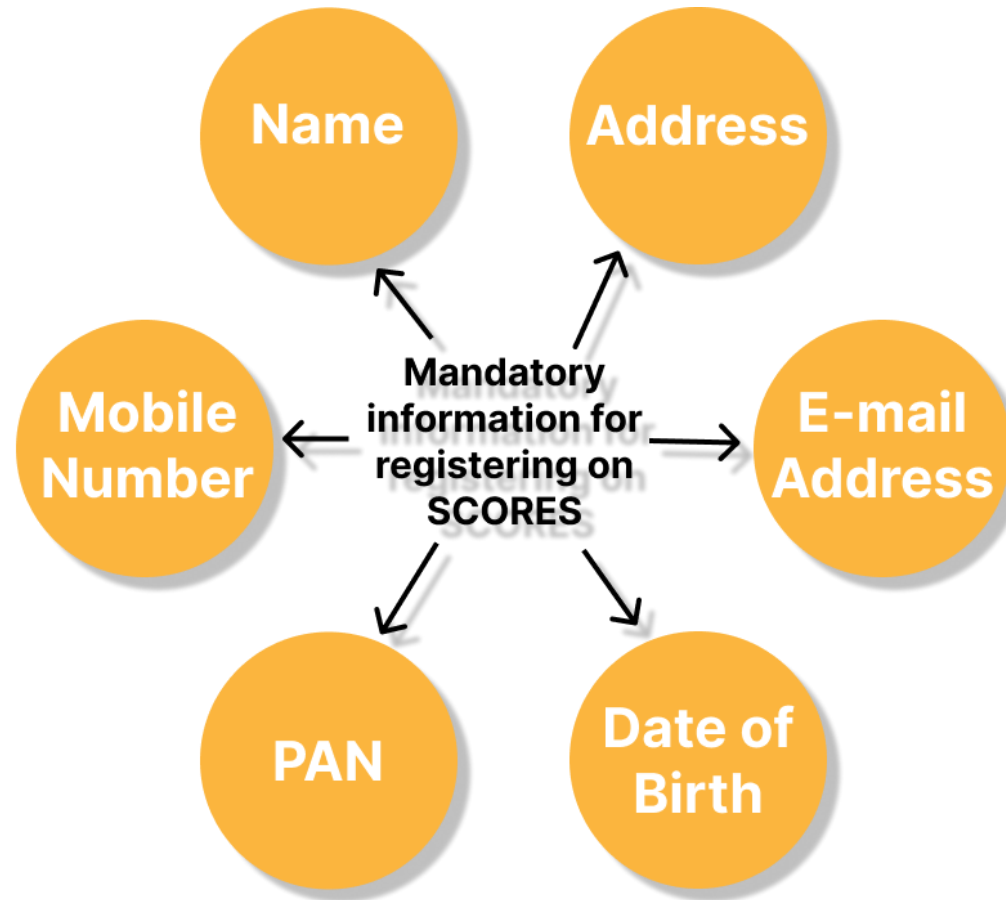 Name
Address
Mobile
Number
Mandatory
information for
registering on
SCORES
E-mail
Address
PAN
Date of
Birth